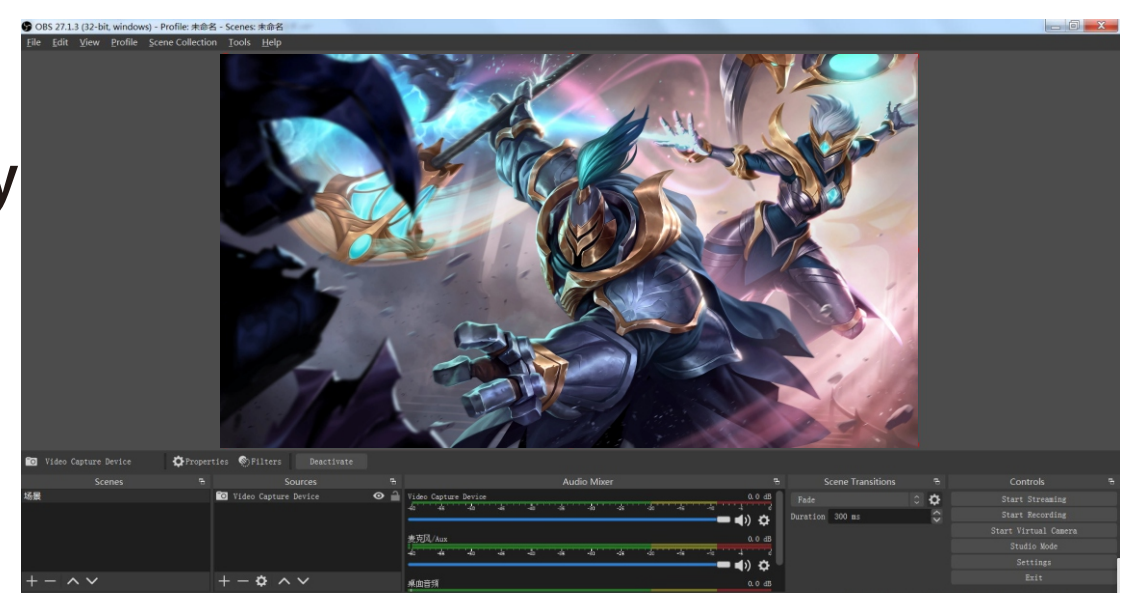 OBS 27.1.3 (32-bit, windows) - Profile: 未命名 - Scenes: 未命名
File Edit View Profile Scene Collection Tools Help
y
Video Capture Device Properties Filters Deactivate
Scenes Sources Audio Mixer Scene Transitions Controls
场景
Video Capture Device
Video Capture Device 0.0 dB
麦克风/Aux 0.0 dB
桌面音频 0.0 dB
Fade
Duration 300 ms
Start Streaming
Start Recording
Start Virtual Camera
Studio Mode
Settings
Exit